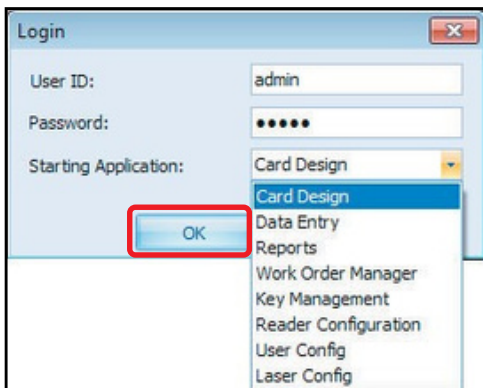 Login
User ID: admin
Password: •••••
Starting Application: Card Design
Card Design
Data Entry
OK
Reports
Work Order Manager
Key Management
Reader Configuration
User Config
Laser Config